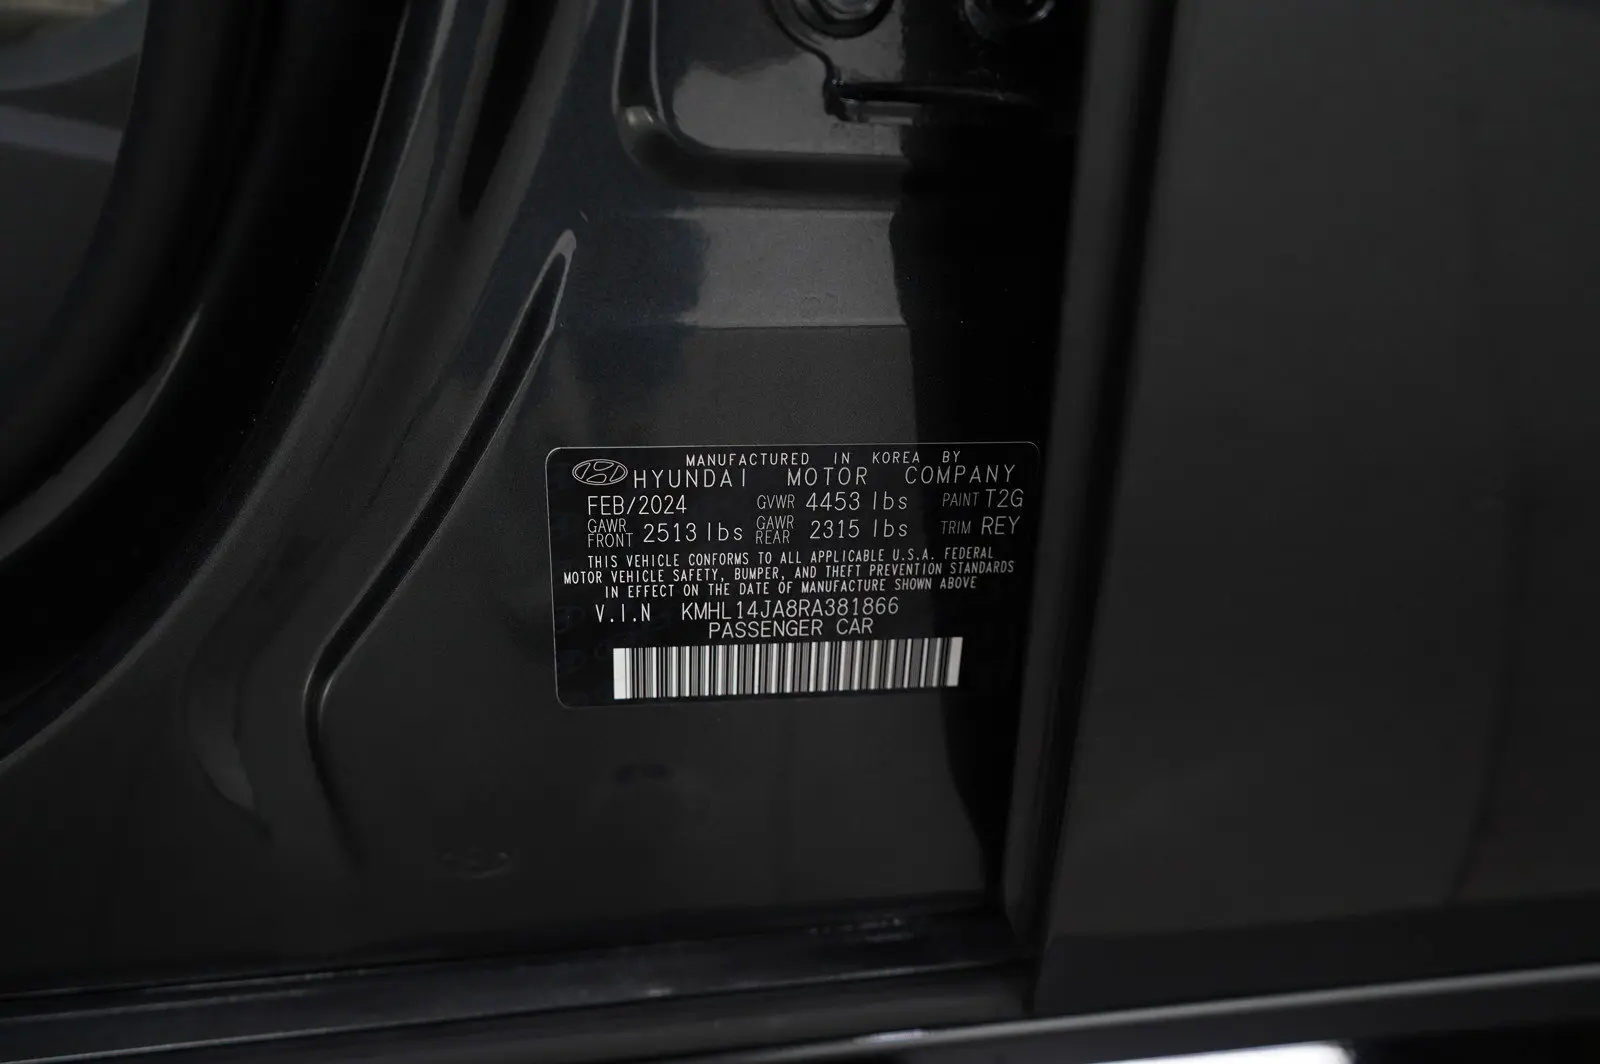 MANUFACTURED IN KOREA BY
HYUNDAI MOTOR COMPANY
FEB/2024 GVWR 4453 lbs PAINT T2G
GAWR FRONT 2513 lbs GAWR REAR 2315 lbs TRIM REY
THIS VEHICLE CONFORMS TO ALL APPLICABLE U.S.A. FEDERAL
MOTOR VEHICLE SAFETY, BUMPER, AND THEFT PREVENTION STANDARDS
IN EFFECT ON THE DATE OF MANUFACTURE SHOWN ABOVE
V.I.N KMHL14JA8RA381866
PASSENGER CAR